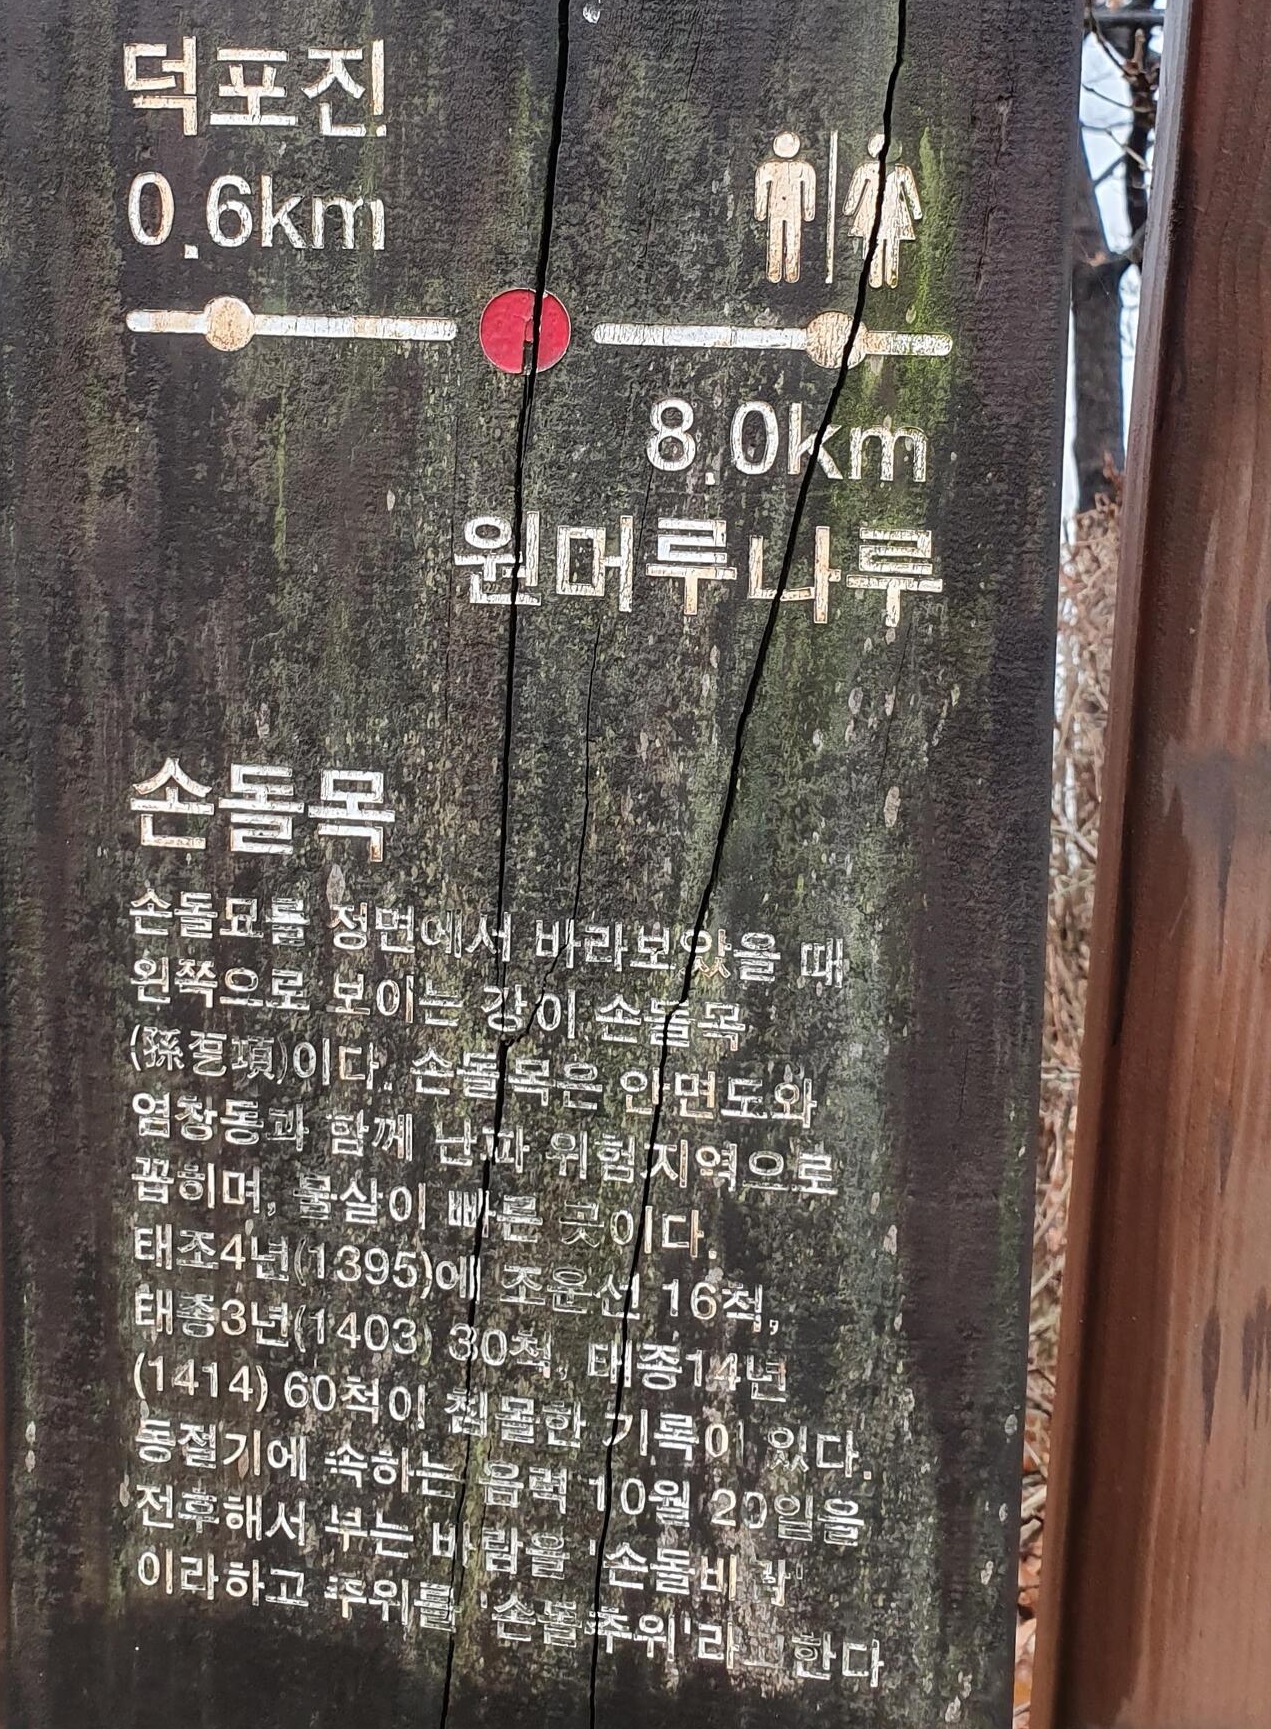 덕포진
0.6km
8.0km
원머루나루
손돌목
손돌묘를 정면에서 바라보았을 때
왼쪽으로 보이는 강이 손돌목
(孫乭項)이다. 손돌목은 안면도와
염창동과 함께 난파 위험지역으로
꼽히며, 물살이 빠른 곳이다.
태조4년(1395)에 조운선 16척,
태종3년(1403) 30척, 태종14년
(1414) 60척이 침몰한 기록이 있다.
동절기에 속하는 음력 10월 20일을
전후해서 부는 바람을 '손돌바람'
이라하고 추위를 '손돌추위'라고한다